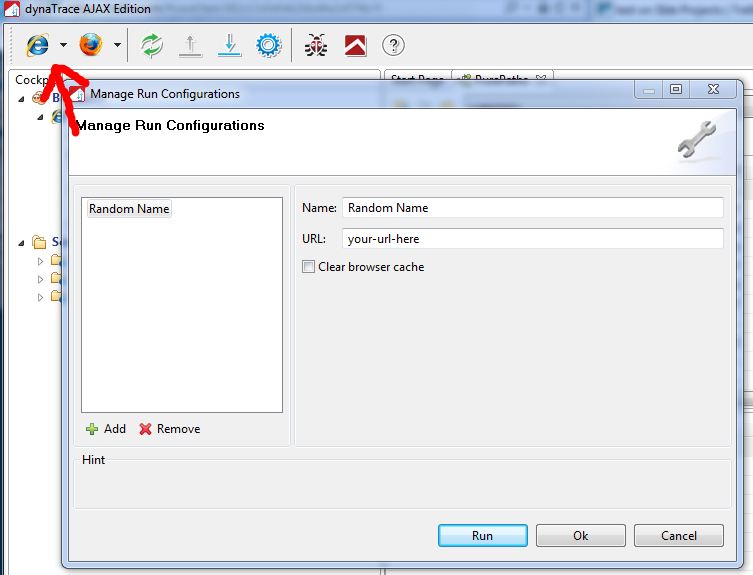 dynaTrace AJAX Edition
Start Page
PurePaths
Manage Run Configurations
Manage Run Configurations
Random Name
Name: Random Name
URL: your-url-here
Clear browser cache
Add Remove
Hint
Run Ok Cancel